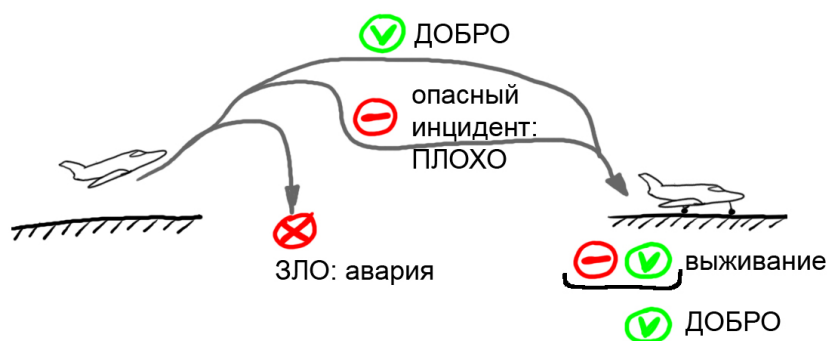 ДОБРО
опасный
инцидент:
ПЛОХО
ЗЛО: авария
выживание
ДОБРО